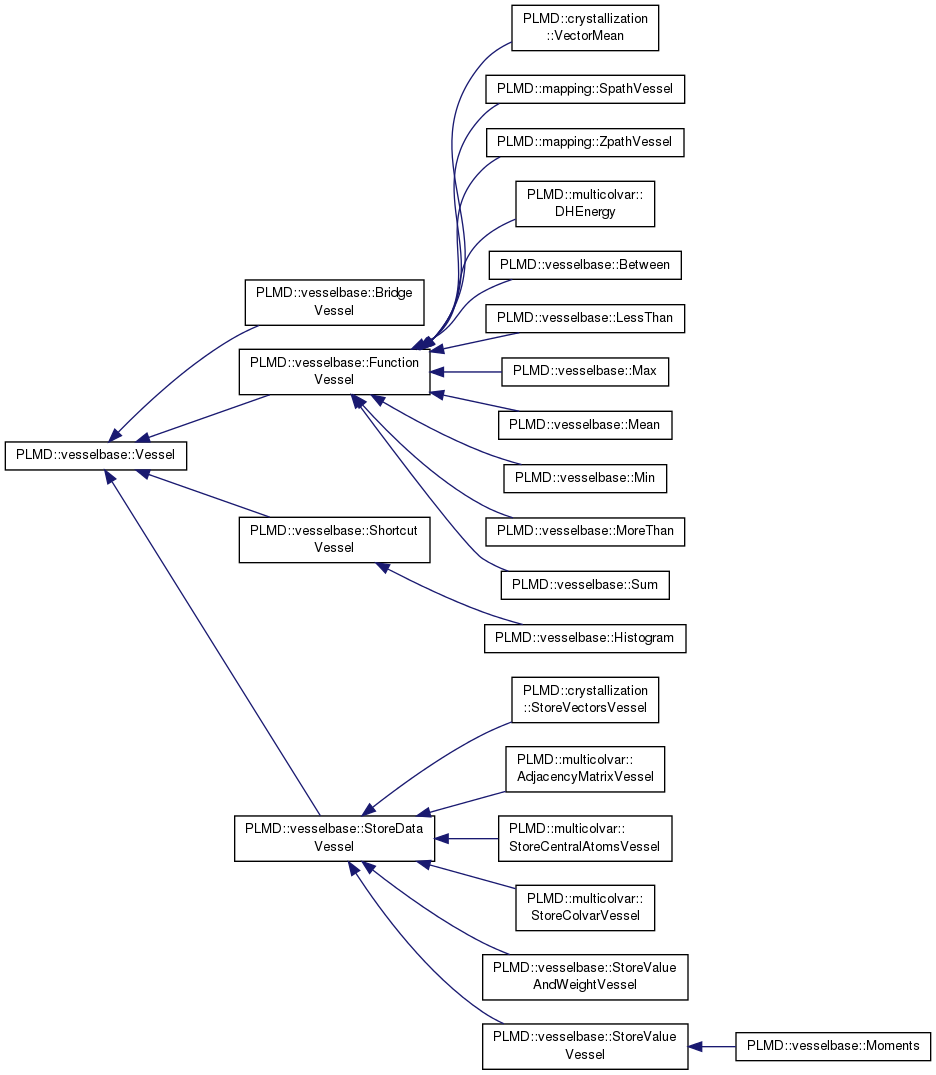 PLMD::crystallization
::VectorMean
PLMD::mapping::SpathVessel
PLMD::mapping::ZpathVessel
PLMD::multicolvar::
DHEnergy
PLMD::vesselbase::Between
PLMD::vesselbase::Bridge
Vessel
PLMD::vesselbase::LessThan
PLMD::vesselbase::Function
Vessel
PLMD::vesselbase::Max
PLMD::vesselbase::Mean
PLMD::vesselbase::Vessel
PLMD::vesselbase::Min
PLMD::vesselbase::Shortcut
Vessel
PLMD::vesselbase::MoreThan
PLMD::vesselbase::Sum
PLMD::vesselbase::Histogram
PLMD::crystallization
::StoreVectorsVessel
PLMD::multicolvar::
AdjacencyMatrixVessel
PLMD::vesselbase::StoreData
Vessel
PLMD::multicolvar::
StoreCentralAtomsVessel
PLMD::multicolvar::
StoreColvarVessel
PLMD::vesselbase::StoreValue
AndWeightVessel
PLMD::vesselbase::StoreValue
Vessel
PLMD::vesselbase::Moments